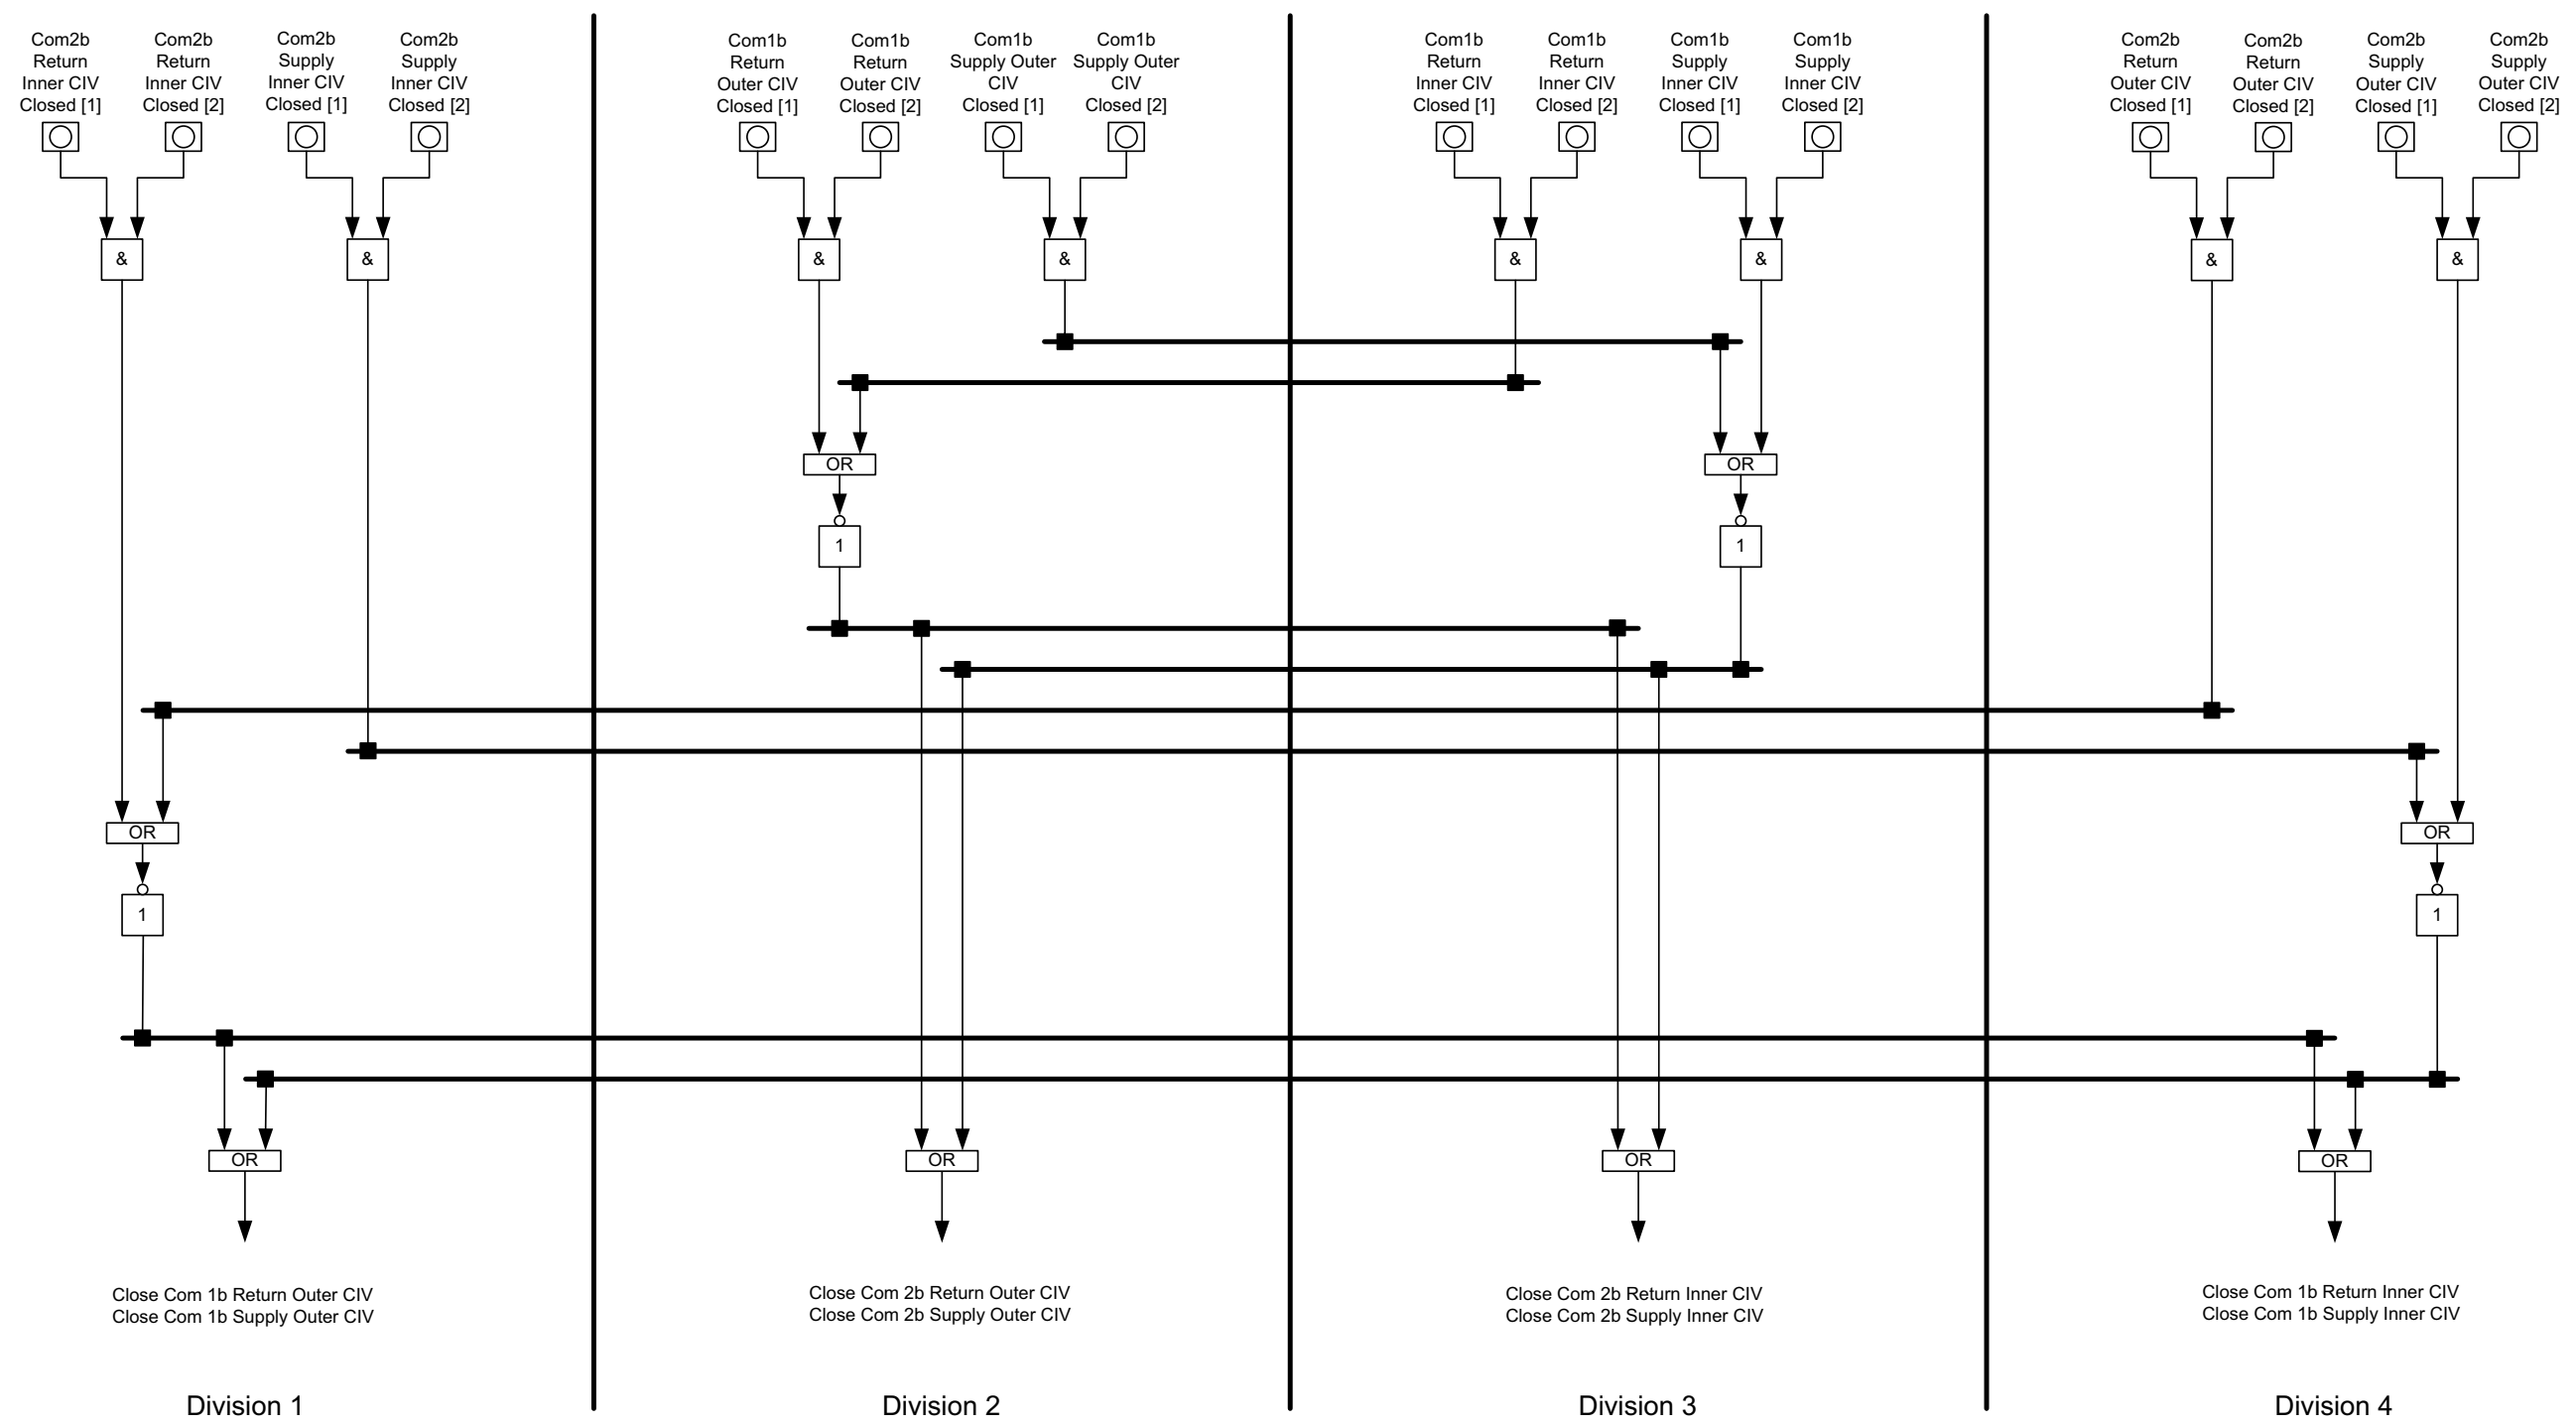 Com2b
Return
Inner CIV
Closed [1]
Com2b
Return
Inner CIV
Closed [2]
Com2b
Supply
Inner CIV
Closed [1]
Com2b
Supply
Inner CIV
Closed [2]
Com1b
Return
Outer CIV
Closed [1]
Com1b
Return
Outer CIV
Closed [2]
Com1b
Supply Outer
CIV
Closed [1]
Com1b
Supply Outer
CIV
Closed [2]
Com1b
Return
Inner CIV
Closed [1]
Com1b
Return
Inner CIV
Closed [2]
Com1b
Supply
Inner CIV
Closed [1]
Com1b
Supply
Inner CIV
Closed [2]
Com2b
Return
Outer CIV
Closed [1]
Com2b
Return
Outer CIV
Closed [2]
Com2b
Supply
Outer CIV
Closed [1]
Com2b
Supply
Outer CIV
Closed [2]
&
&
&
&
&
&
&
&
OR
OR
1
1
OR
OR
1
1
OR
OR
OR
OR
Close Com 1b Return Outer CIV
Close Com 1b Supply Outer CIV
Close Com 2b Return Outer CIV
Close Com 2b Supply Outer CIV
Close Com 2b Return Inner CIV
Close Com 2b Supply Inner CIV
Close Com 1b Return Inner CIV
Close Com 1b Supply Inner CIV
Division 1
Division 2
Division 3
Division 4